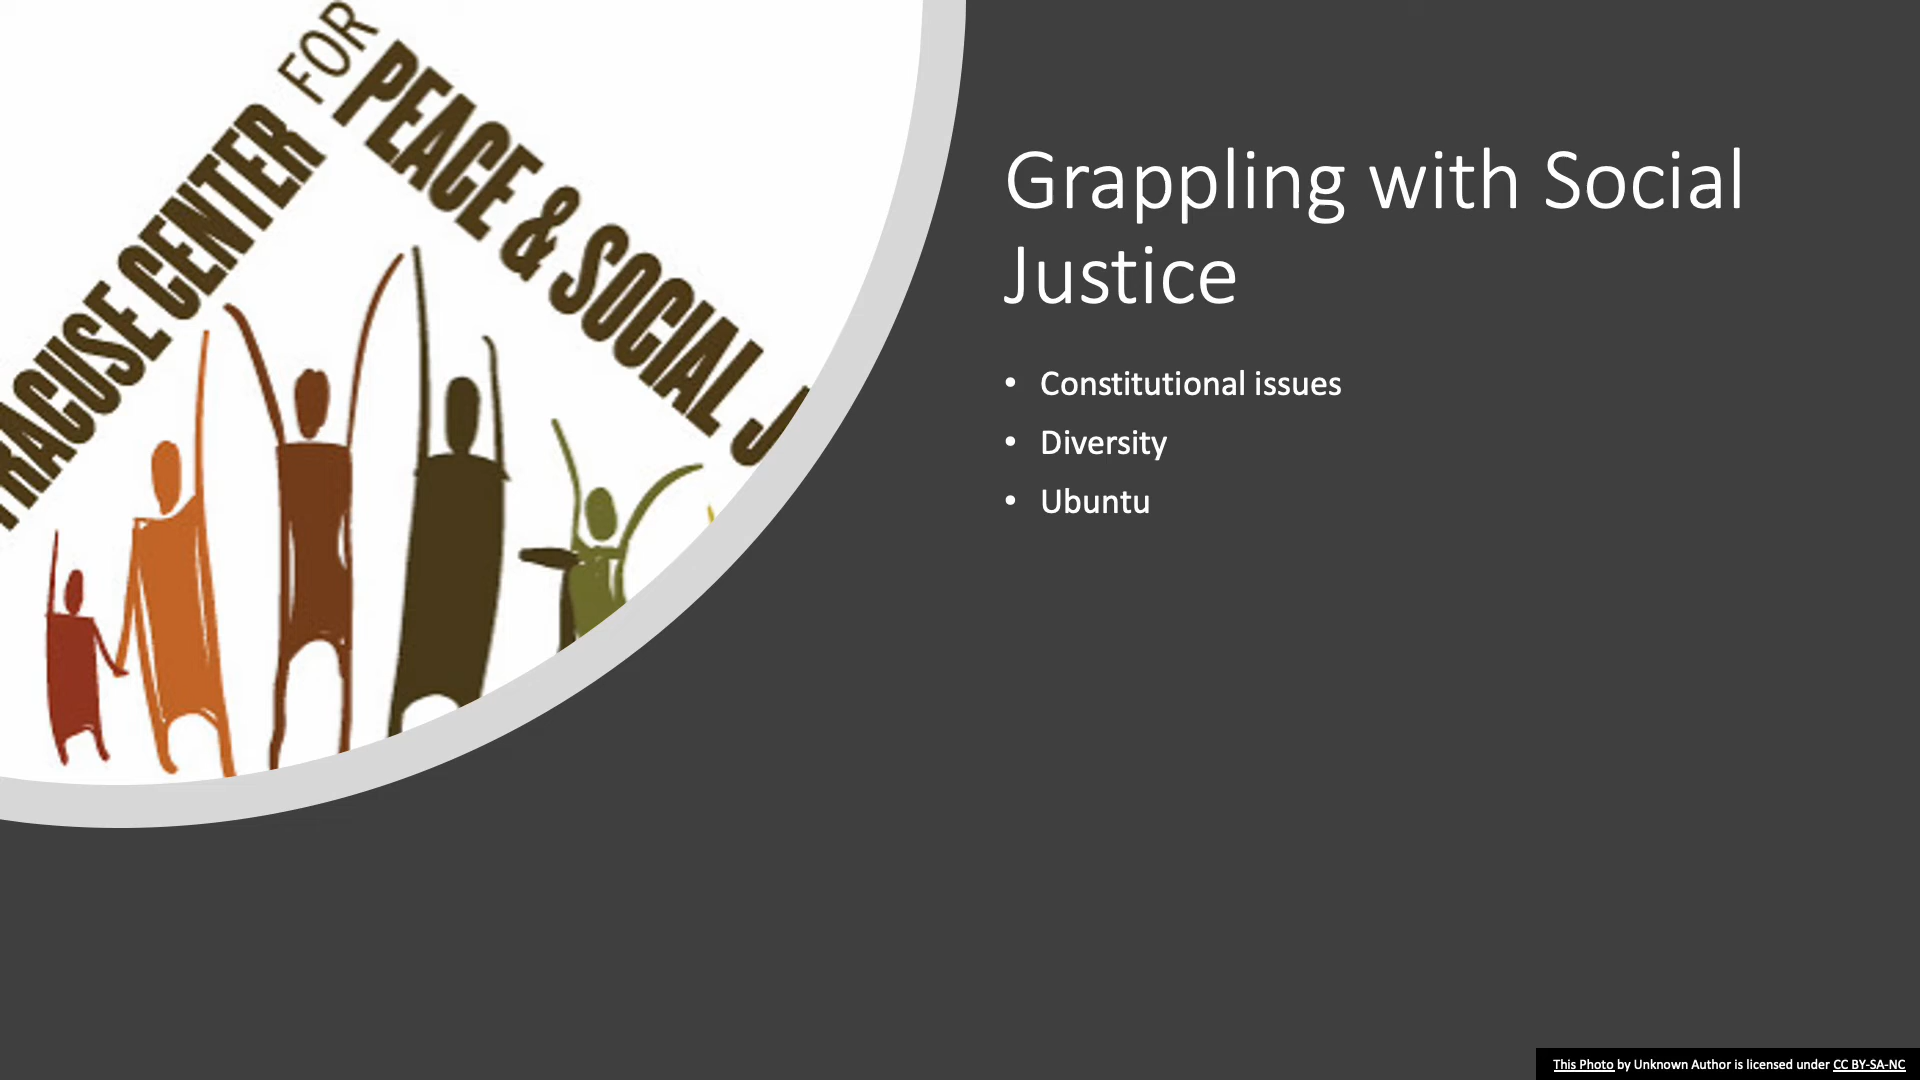 RACUSE CENTER
FOR
PEACE & SOCIAL J
Grappling with Social
Justice
• Constitutional issues
• Diversity
• Ubuntu
This Photo by Unknown Author is licensed under CC BY-SA-NC